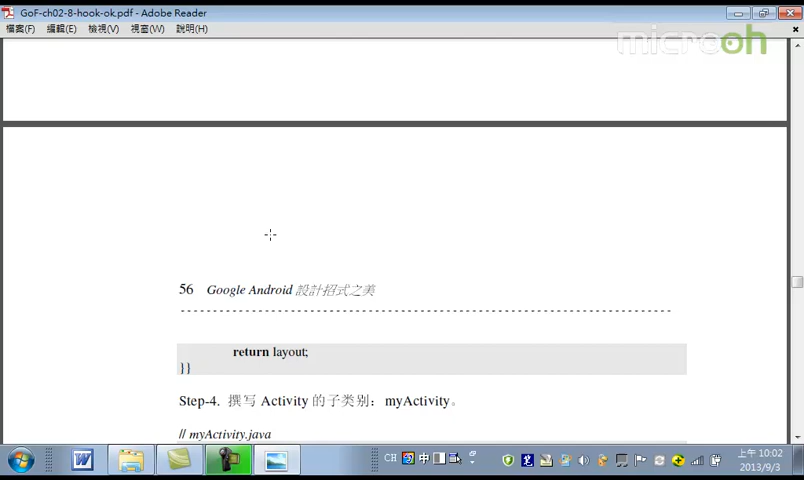 GoF-ch02-8-hook-ok.pdf - Adobe Reader
檔案(F) 編輯(E) 檢視(V) 視窗(W) 說明(H)
microoh
56 Google Android 設計招式之美
return layout;
}}
Step-4. 撰写 Activity 的子类别：myActivity。
// myActivity.java
CH 中
上午 10:02
2013/9/3